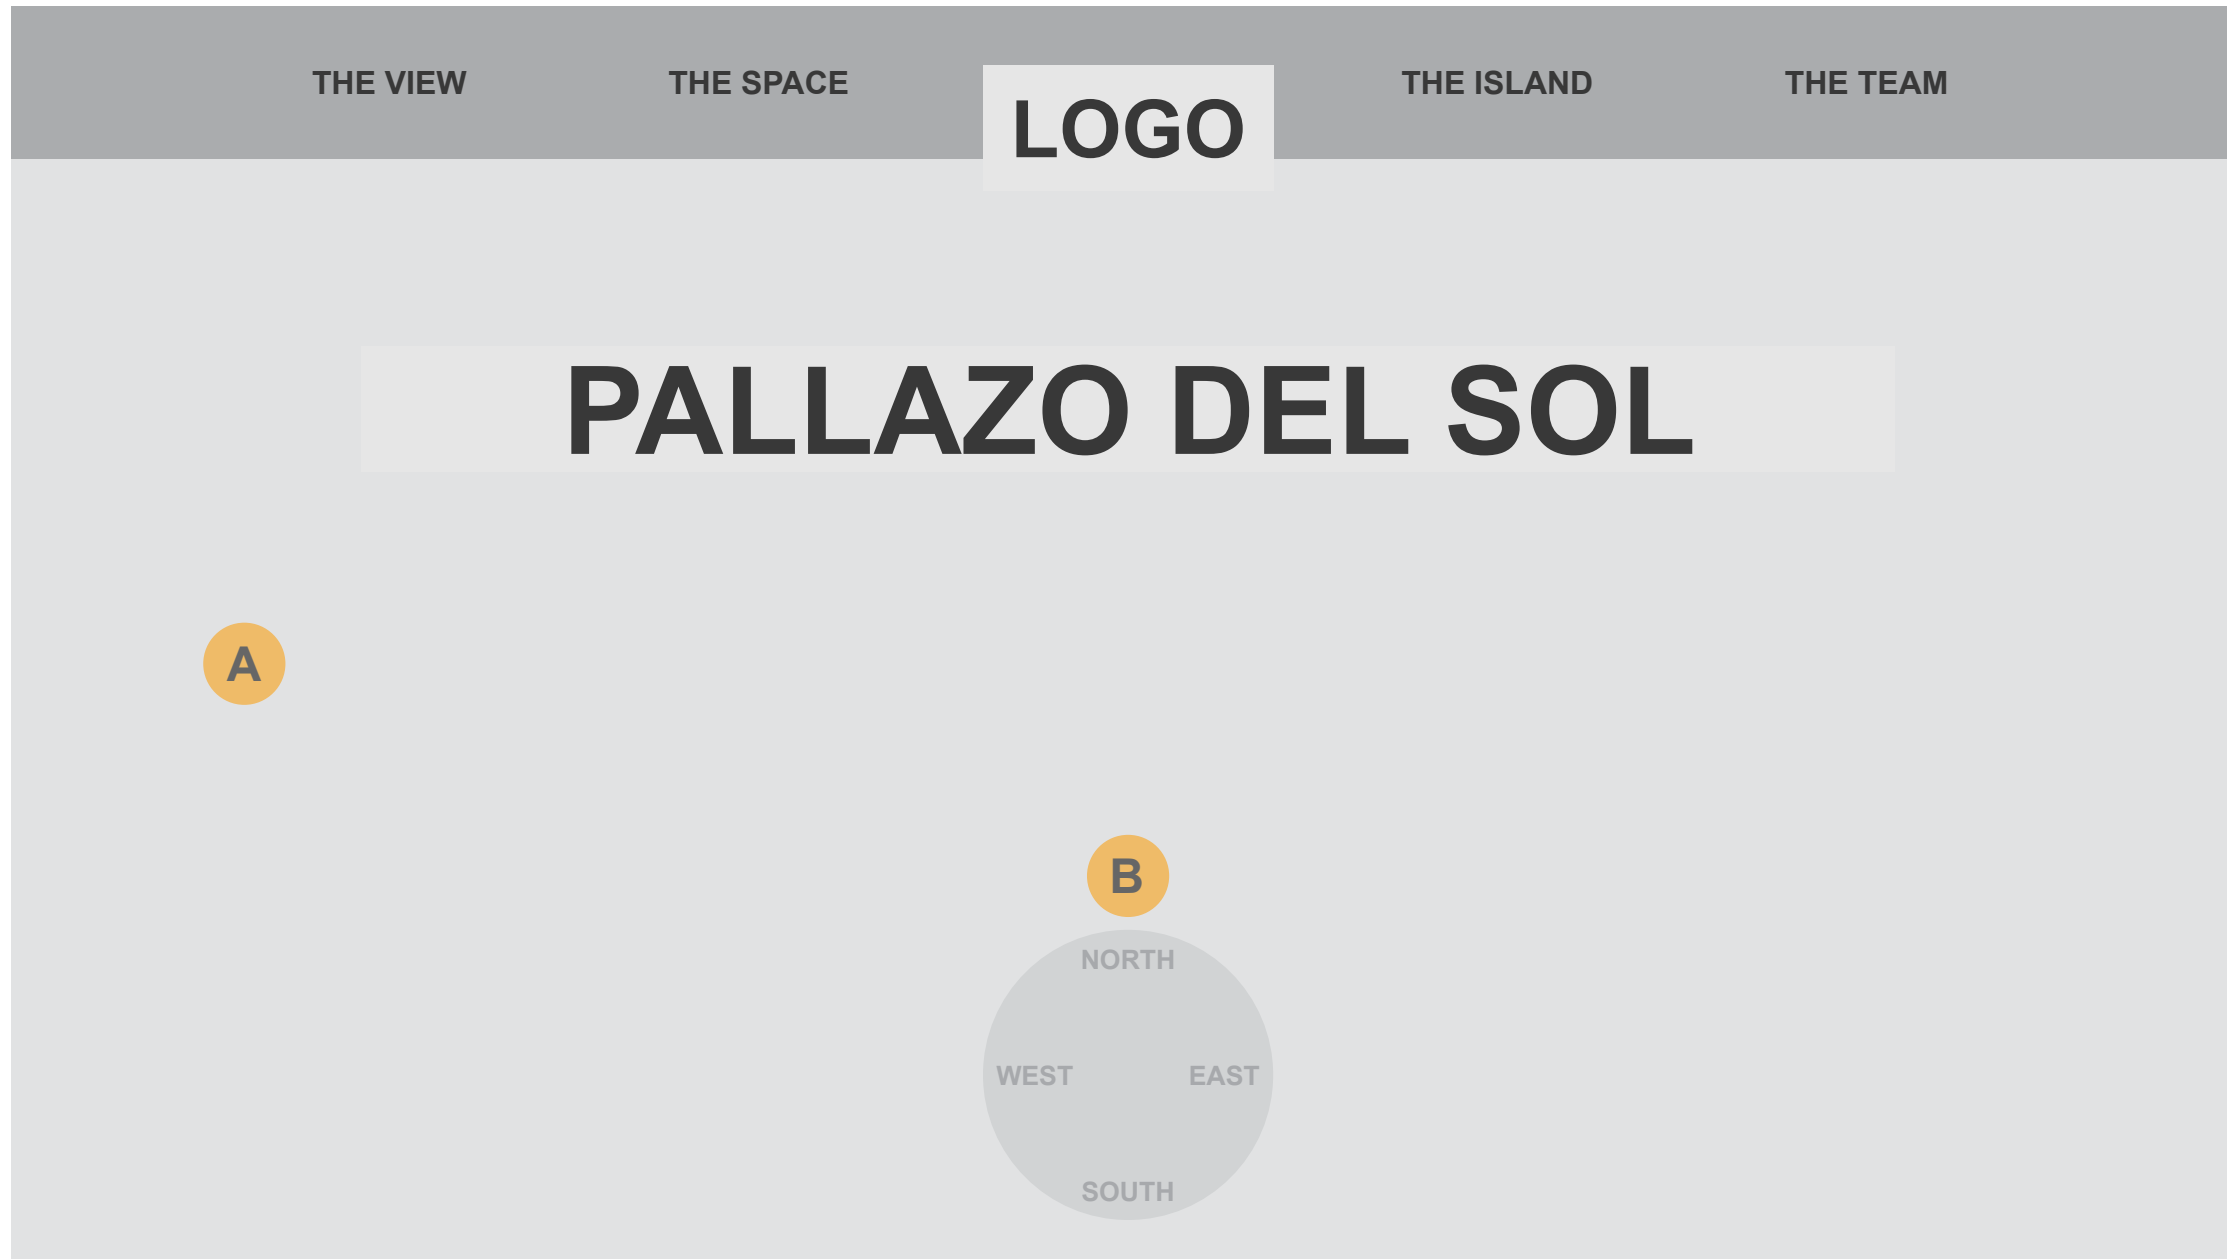 THE VIEW
THE SPACE
LOGO
THE ISLAND
THE TEAM
PALLAZO DEL SOL
A
B
NORTH
WEST
EAST
SOUTH